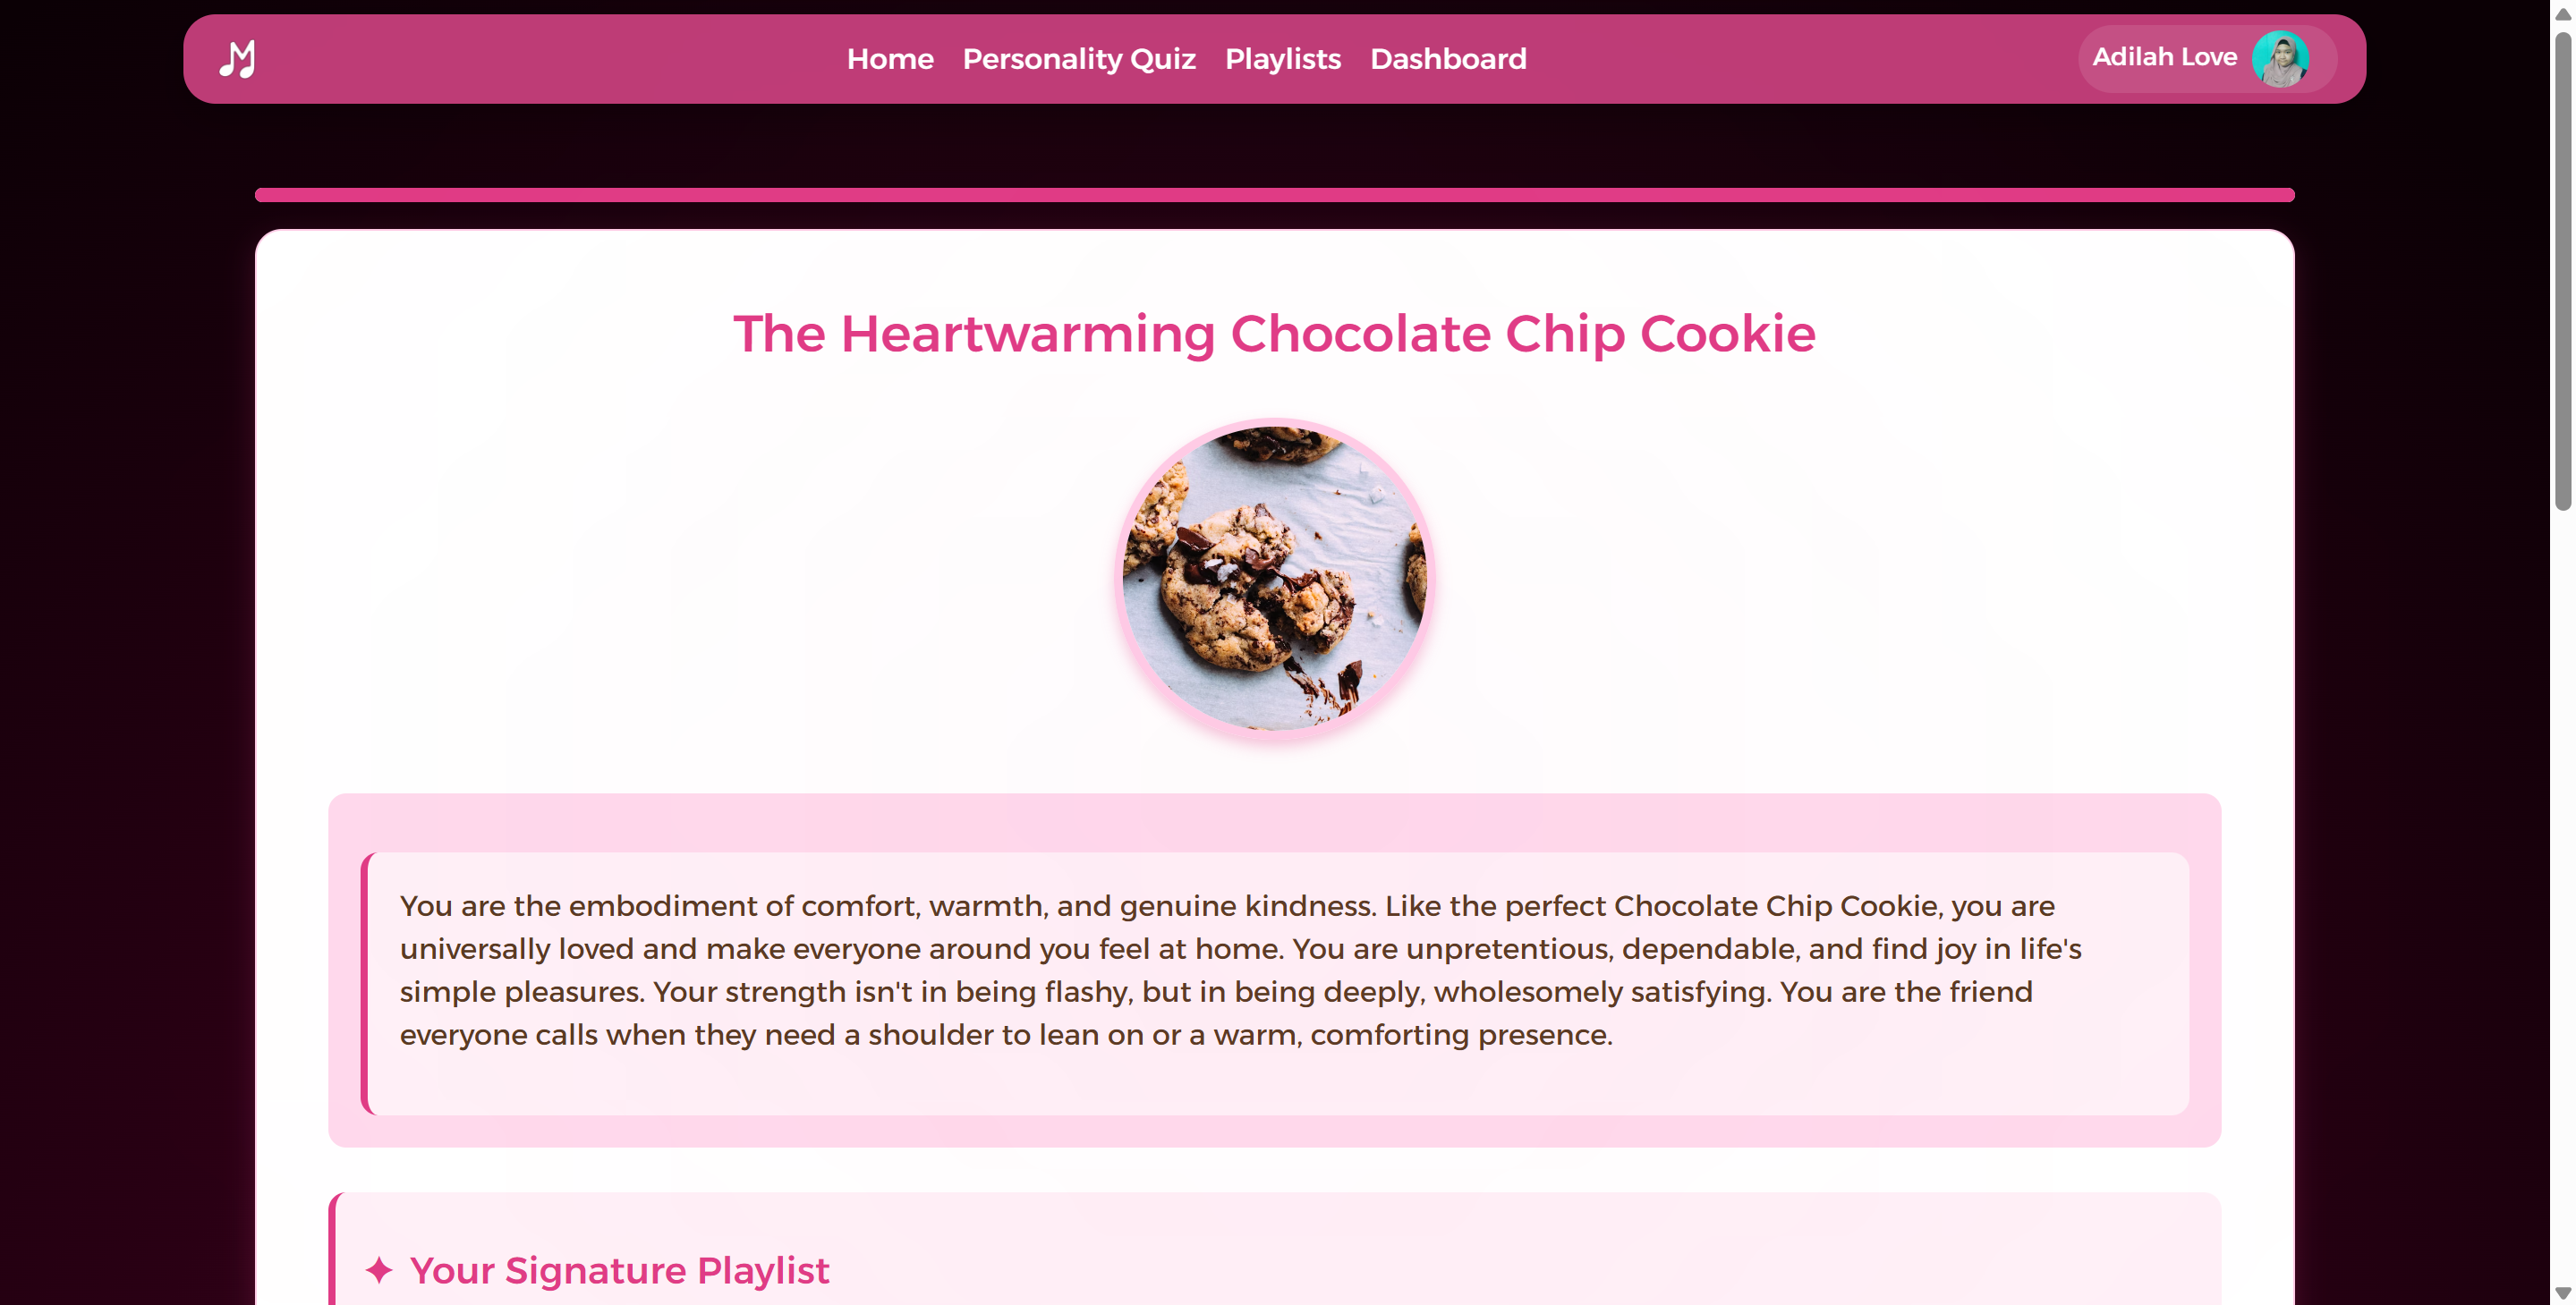 Home Personality Quiz Playlists Dashboard
Adilah Love
The Heartwarming Chocolate Chip Cookie
You are the embodiment of comfort, warmth, and genuine kindness. Like the perfect Chocolate Chip Cookie, you are
universally loved and make everyone around you feel at home. You are unpretentious, dependable, and find joy in life's
simple pleasures. Your strength isn't in being flashy, but in being deeply, wholesomely satisfying. You are the friend
everyone calls when they need a shoulder to lean on or a warm, comforting presence.
Your Signature Playlist